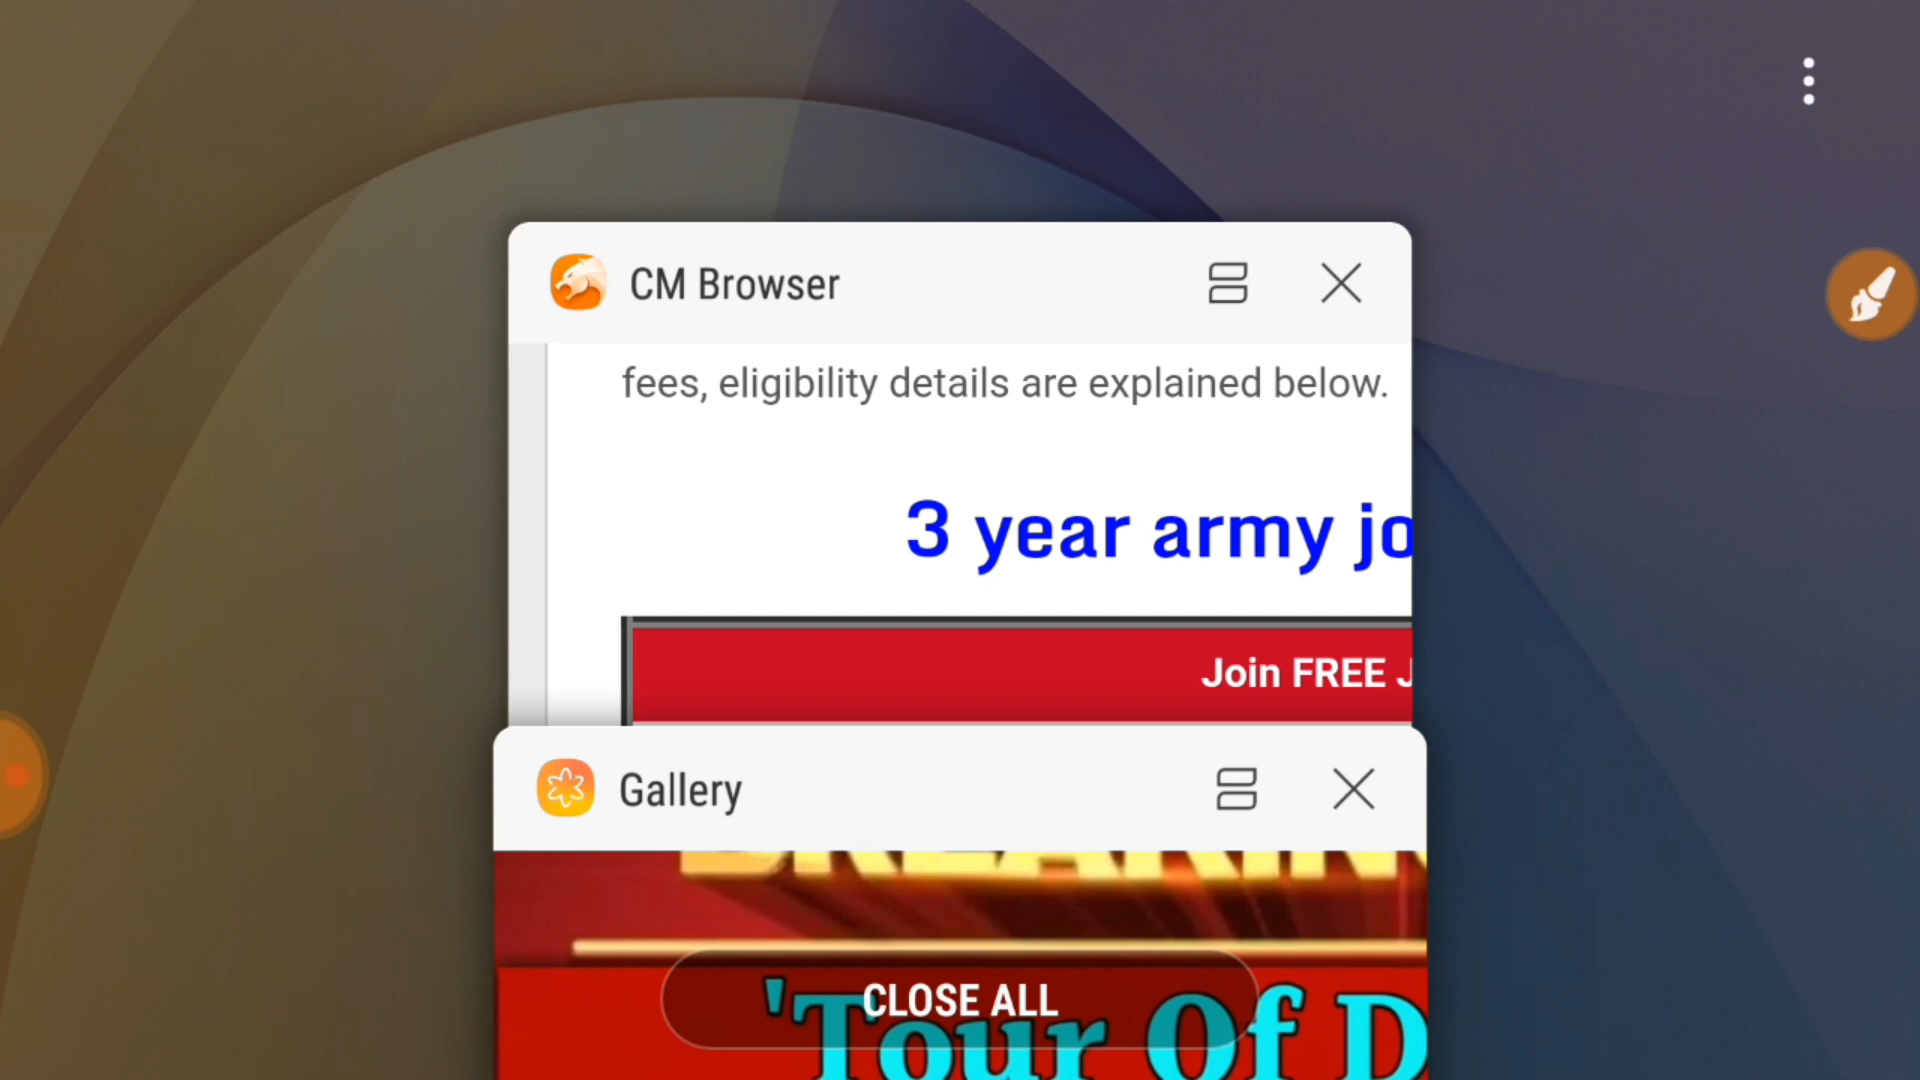 CM Browser
fees, eligibility details are explained below.
3 year army jo
Join FREE J
Gallery
BREAKIN
'Tour Of D
CLOSE ALL